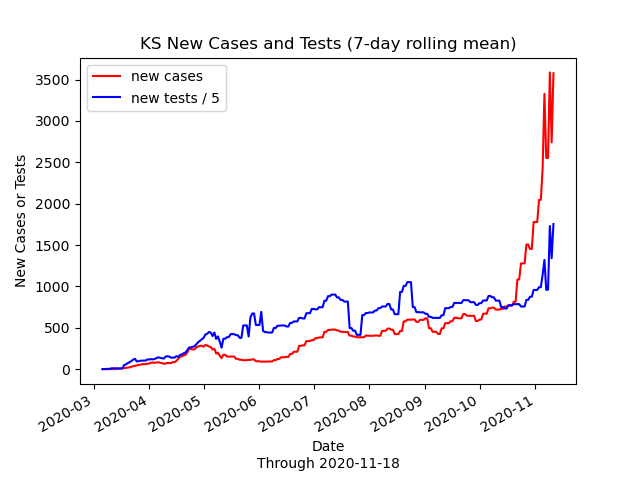 KS New Cases and Tests (7-day rolling mean)
new cases
new tests / 5
3500
3000
2500
2000
1500
1000
500
0
New Cases or Tests
2020-03
2020-04
2020-05
2020-06
2020-07
2020-08
2020-09
2020-10
2020-11
Date
Through 2020-11-18